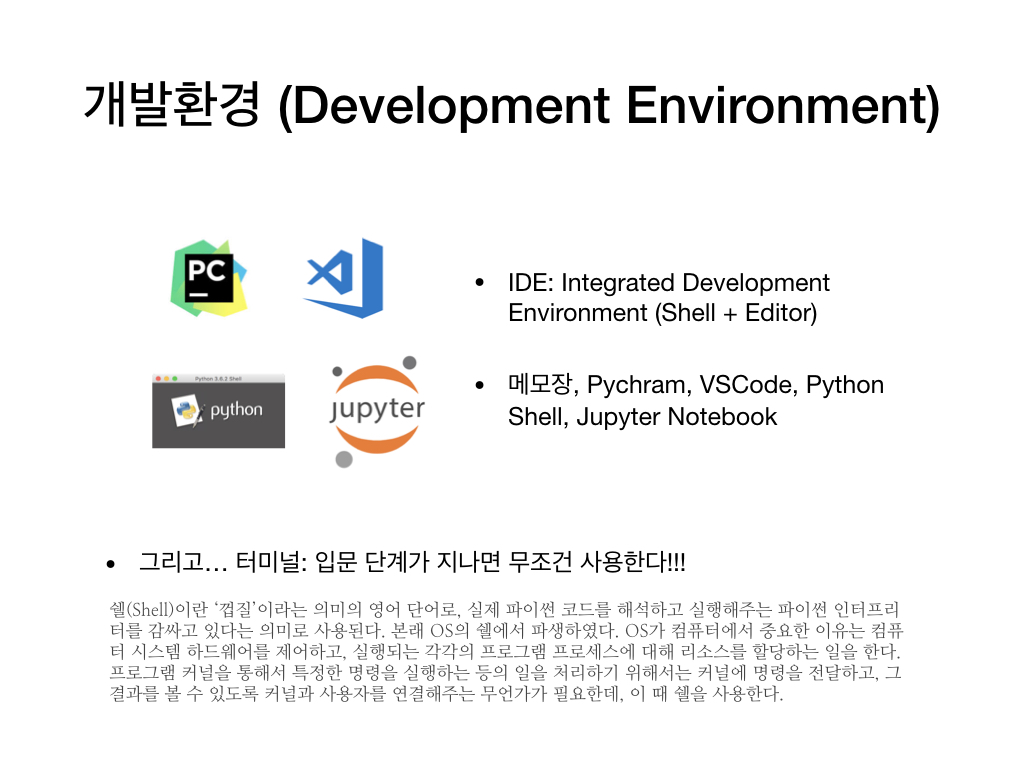 개발환경 (Development Environment)
PC
Python 3.8.2 Shell
python
jupyter
• IDE: Integrated Development
Environment (Shell + Editor)
• 메모장, Pychram, VSCode, Python
Shell, Jupyter Notebook
• 그리고… 터미널: 입문 단계가 지나면 무조건 사용한다!!!
쉘(Shell)이란 ‘껍질’이라는 의미의 영어 단어로, 실제 파이썬 코드를 해석하고 실행해주는 파이썬 인터프리
터를 감싸고 있다는 의미로 사용된다. 본래 OS의 쉘에서 파생하였다. OS가 컴퓨터에서 중요한 이유는 컴퓨
터 시스템 하드웨어를 제어하고, 실행되는 각각의 프로그램 프로세스에 대해 리소스를 할당하는 일을 한다.
프로그램 커널을 통해서 특정한 명령을 실행하는 등의 일을 처리하기 위해서는 커널에 명령을 전달하고, 그
결과를 볼 수 있도록 커널과 사용자를 연결해주는 무언가가 필요한데, 이 때 쉘을 사용한다.